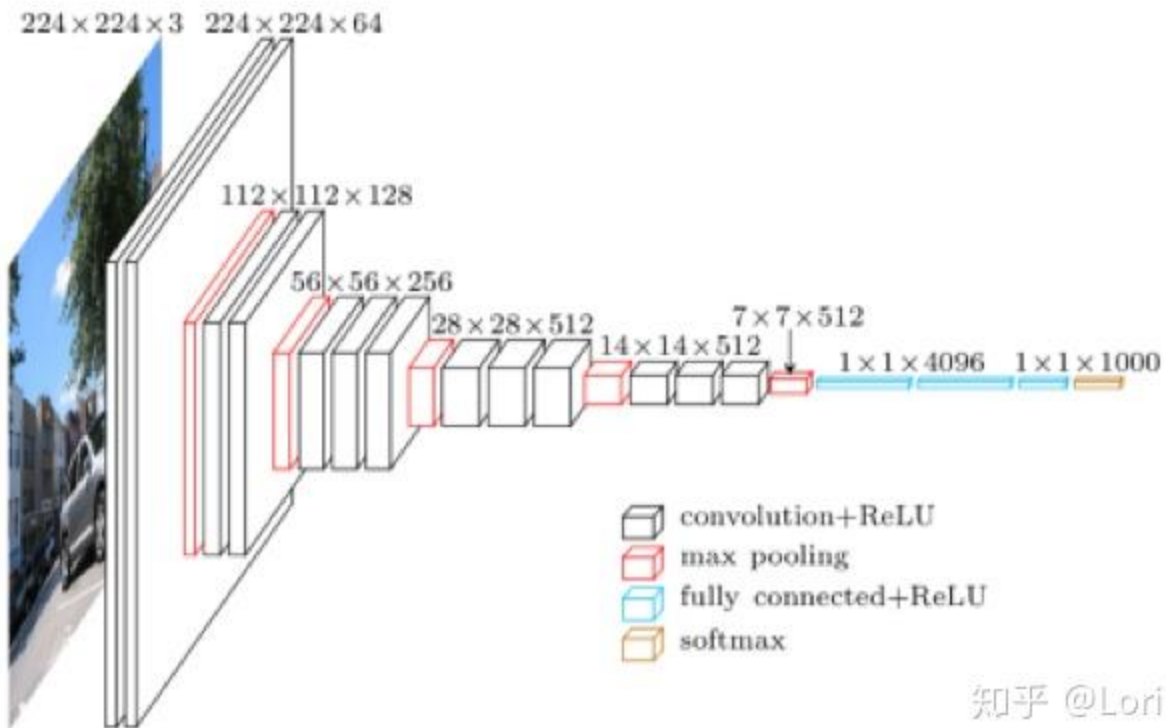 224×224×3
224×224×64
112×112×128
56×56×256
28×28×512
14×14×512
7×7×512
1×1×4096
1×1×1000
convolution+ReLU
max pooling
fully connected+ReLU
softmax
知乎 @Lori